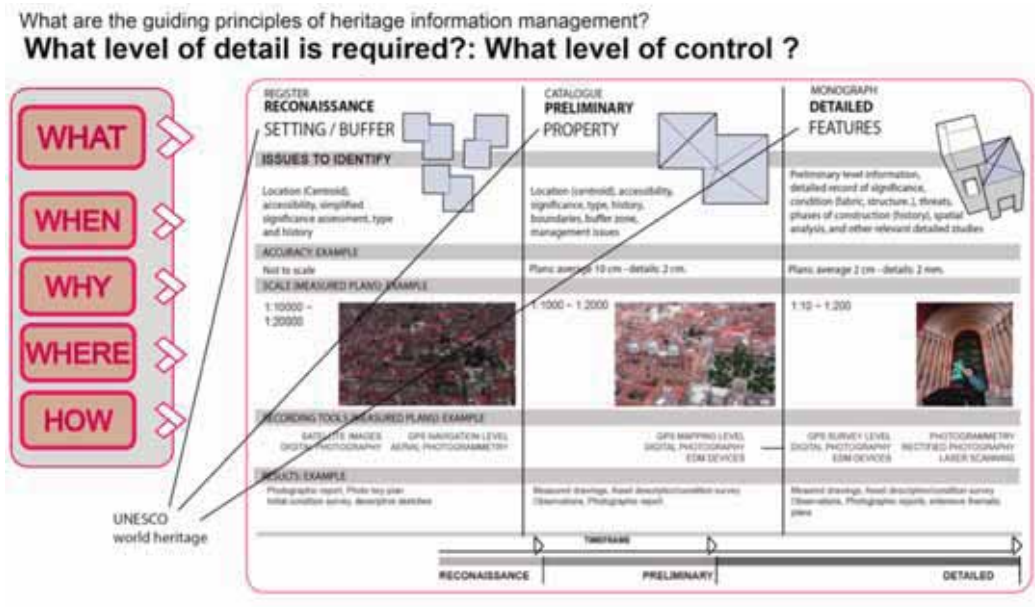 What are the guiding principles of heritage information management?
What level of detail is required?: What level of control ?
WHAT
WHEN
WHY
WHERE
HOW
UNESCO
world heritage
REGISTER
RECONAISSANCE
SETTING / BUFFER
CATALOGUE
PRELIMINARY
PROPERTY
MONOGRAPH
DETAILED
FEATURES
ISSUES TO IDENTIFY
Location (Centroid),
accessibility, simplified
significance assessment, type
and history
Location (centroid), accessibility,
significance, type, history,
boundaries, buffer zone,
management issues
Preliminary level information,
detailed record of significance,
condition (fabric, structure..), threats,
phases of construction (history), spatial
analysis, and other relevant detailed studies
ACCURACY: EXAMPLE
Not to scale
Plans: average 10 cm - details: 2 cm.
Plans: average 2 cm - details: 2 mm.
SCALE (MEASURED PLANS): EXAMPLE
1:10000 –
1:20000
1:1000 – 1:2000
1:10 – 1:200
RECORDING TOOLS (MEASURED PLANS): EXAMPLE
SATELLITE IMAGES
DIGITAL PHOTOGRAPHY
GPS NAVIGATION LEVEL
AERIAL PHOTOGRAMMETRY
GPS MAPPING LEVEL
DIGITAL PHOTOGRAPHY
EDM DEVICES
GPS SURVEY LEVEL
DIGITAL PHOTOGRAPHY
EDM DEVICES
PHOTOGRAMMETRY
RECTIFIED PHOTOGRAPHY
LASER SCANNING
RESULTS: EXAMPLE
Photographic report, Photo key plan
Initial condition survey, descriptive sketches
Measured drawings, Asset description/condition survey
Observations, Photographic report
Measured drawings, Asset description/condition survey
Observations, Photographic reports, extensive thematic
plans
TIMEFRAME
RECONAISSANCE
PRELIMINARY
DETAILED